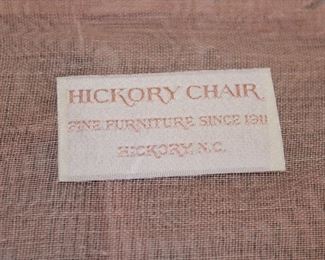 HICKORY CHAIR
FINE FURNITURE SINCE 1911
HICKORY, N.C.